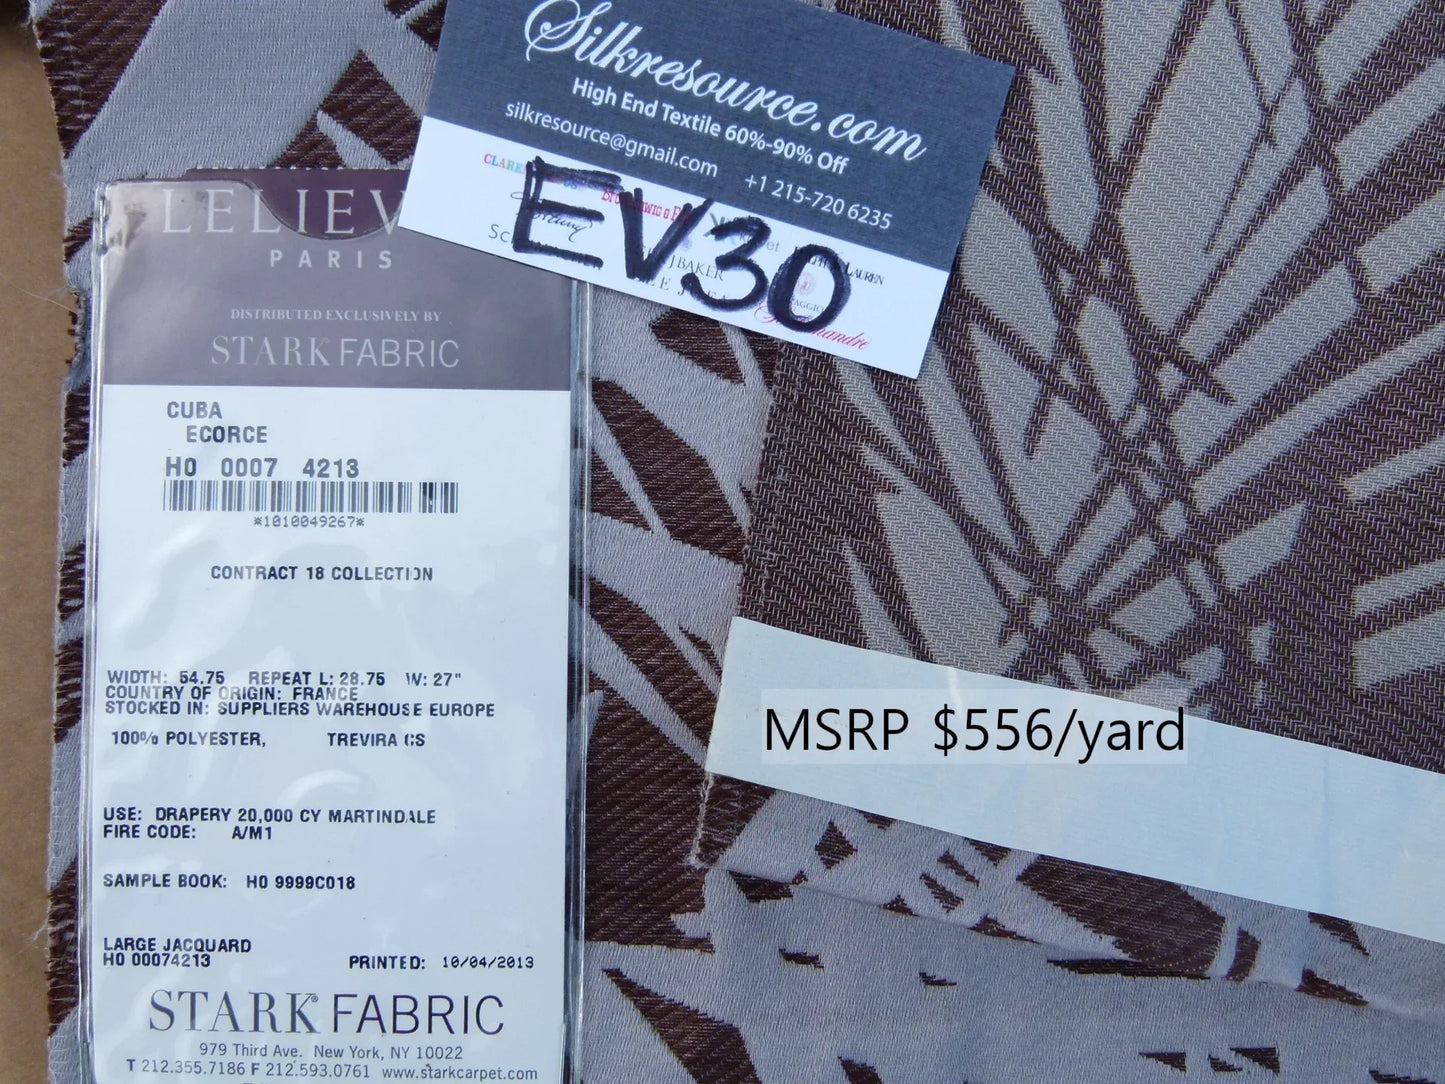 Silkresource.com
High End Textile 60%-90% Off
silkresource@gmail.com +1 215-720 6235
EV30
JBAKER
LAUREN
LELIEV
PARIS
DISTRIBUTED EXCLUSIVELY BY
STARK FABRIC
CUBA
ECORCE
H0 0007 4213
*1010049267*
CONTRACT 18 COLLECTION
WIDTH: 54.75 REPEAT L: 28.75 W: 27"
COUNTRY OF ORIGIN: FRANCE
STOCKED IN: SUPPLIERS WAREHOUSE EUROPE
100% POLYESTER, TREVIRA CS
USE: DRAPERY 20,000 CY MARTINDALE
FIRE CODE: A/M1
SAMPLE BOOK: H0 9999C018
LARGE JACQUARD
H0 00074213 PRINTED: 10/04/2013
STARK® FABRIC
979 Third Ave. New York, NY 10022
T 212.355.7186 F 212.593.0761 www.starkcarpet.com
MSRP $556/yard